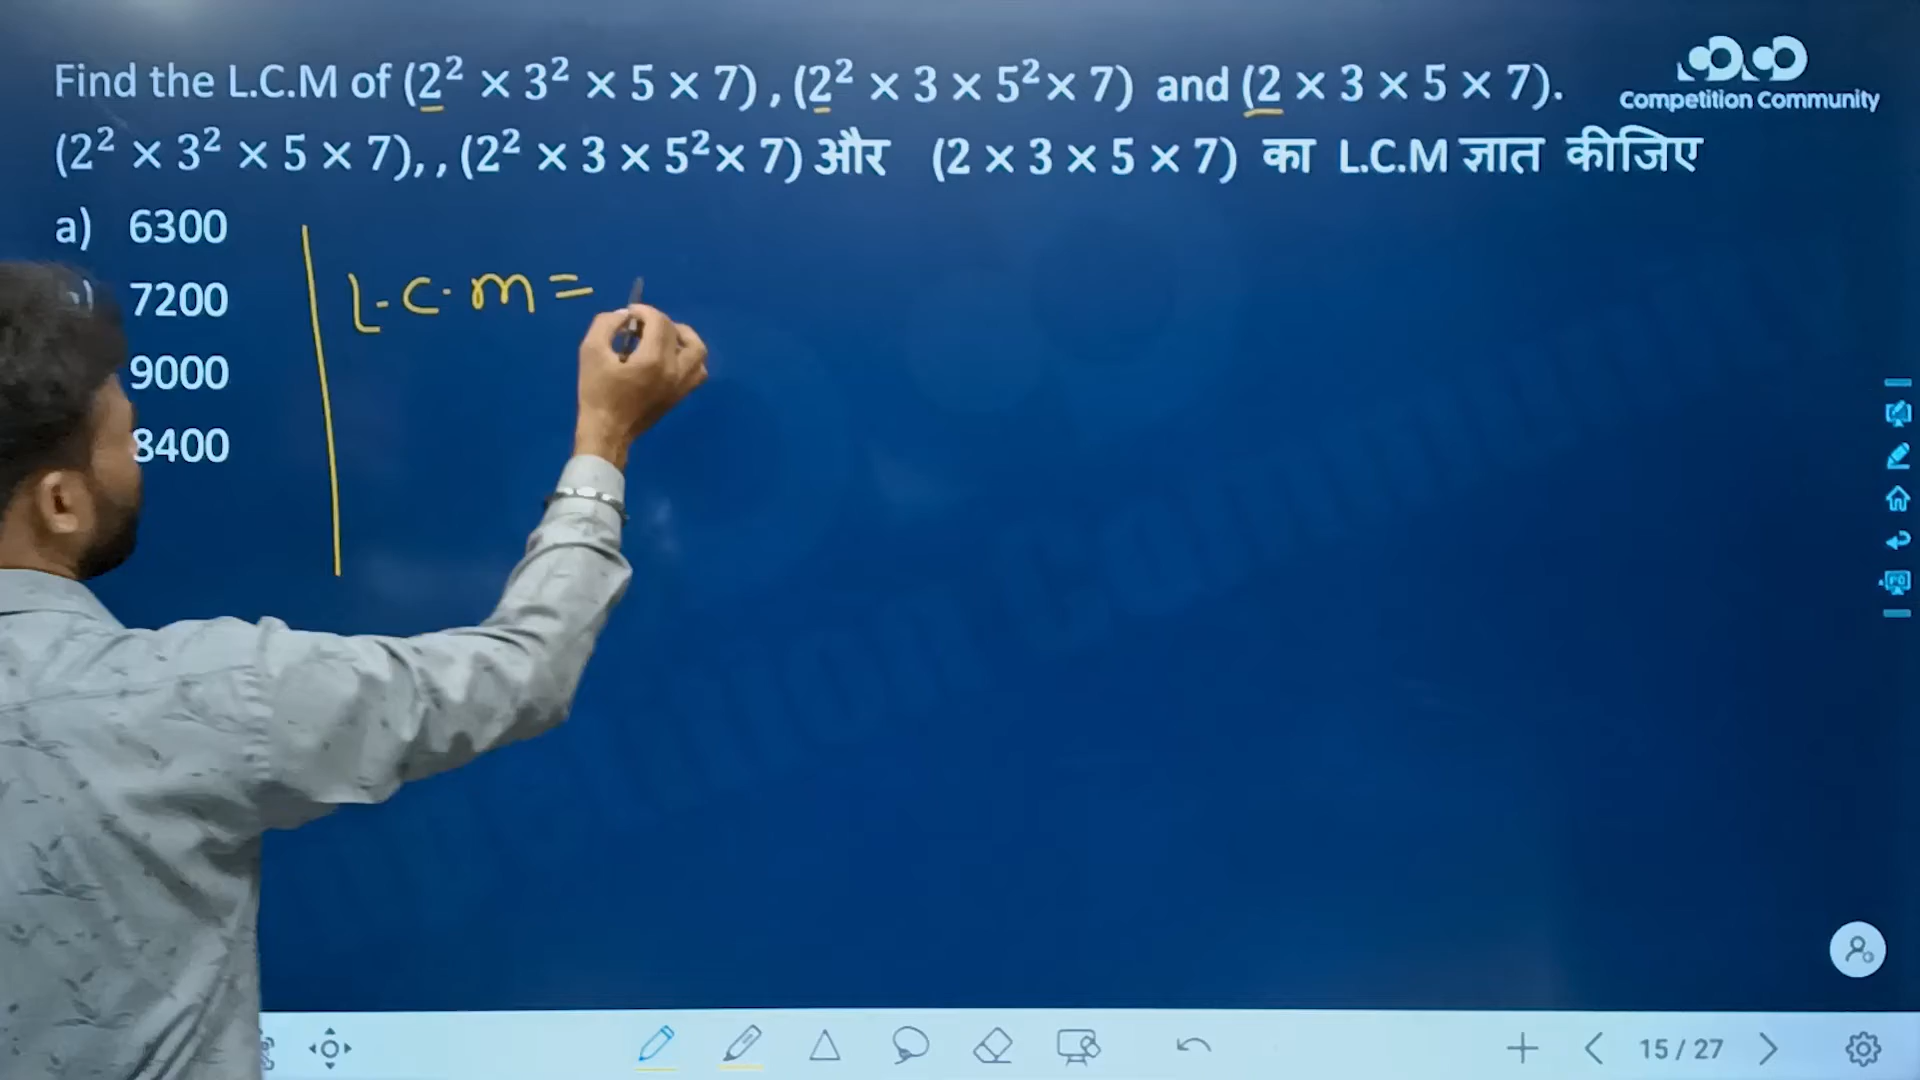 Find the L.C.M of (2² × 3² × 5 × 7) , (2² × 3 × 5²× 7) and (2 × 3 × 5 × 7).
Competition Community
(2² × 3² × 5 × 7), , (2² × 3 × 5²× 7) और (2 × 3 × 5 × 7) का L.C.M ज्ञात कीजिए
a) 6300
7200
9000
8400
L.C.M =
15 / 27